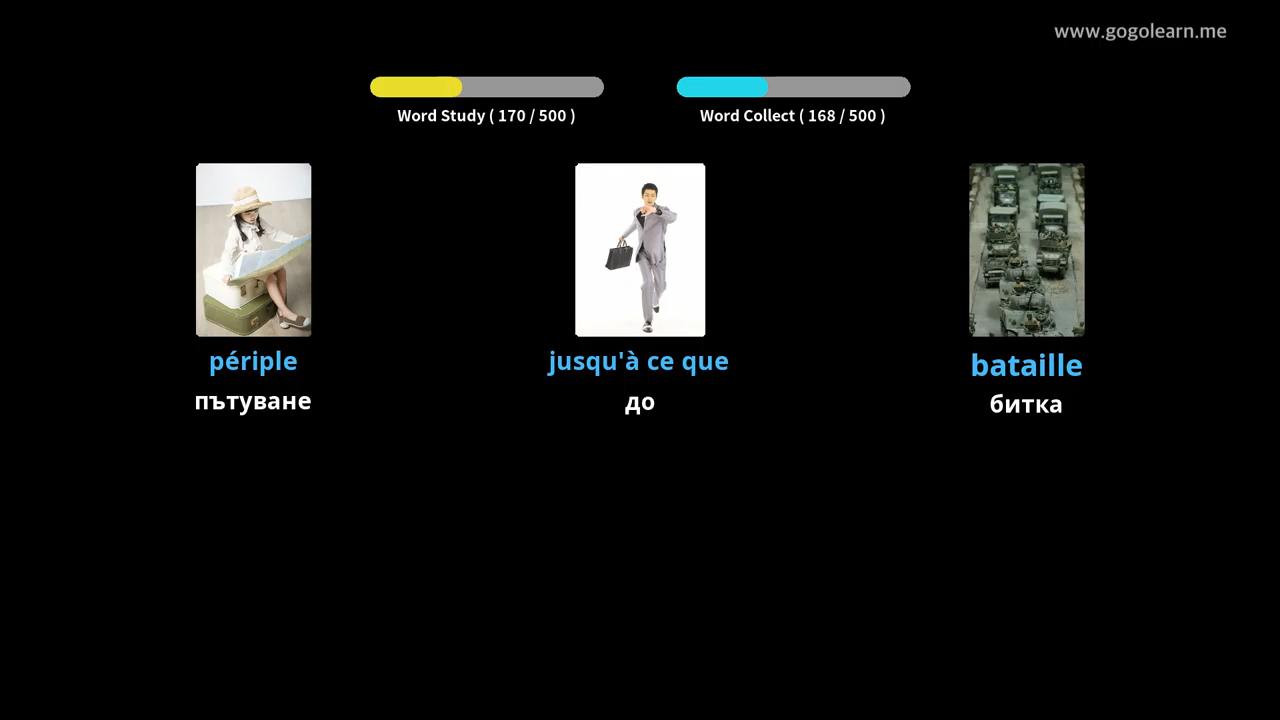 www.gogolearn.me
Word Study ( 170 / 500 )
Word Collect ( 168 / 500 )
périple
jusqu'à ce que
bataille
пътуване
до
битка